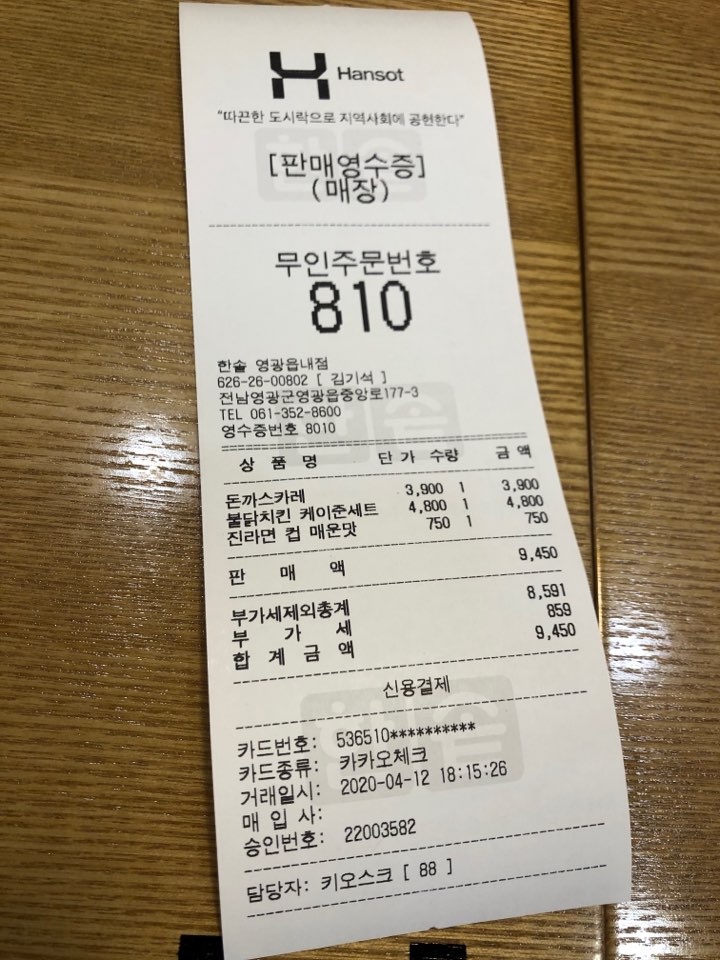 Hansot
"따끈한 도시락으로 지역사회에 공헌한다"
[판매영수증]
(매장)
무인주문번호
810
한솥 영광읍내점
626-26-00802 [ 김기석 ]
전남영광군영광읍중앙로177-3
TEL 061-352-8600
영수증번호 8010
상 품 명 단 가 수량 금 액
돈까스카레 3,900 1 3,900
불닭치킨 케이준세트 4,800 1 4,800
진라면 컵 매운맛 750 1 750
판 매 액 9,450
부가세제외총계 8,591
부 가 세 859
합 계 금 액 9,450
신용결제
카드번호: 536510**********
카드종류: 카카오체크
거래일시: 2020-04-12 18:15:26
매 입 사:
승인번호: 22003582
담당자: 키오스크 [ 88 ]